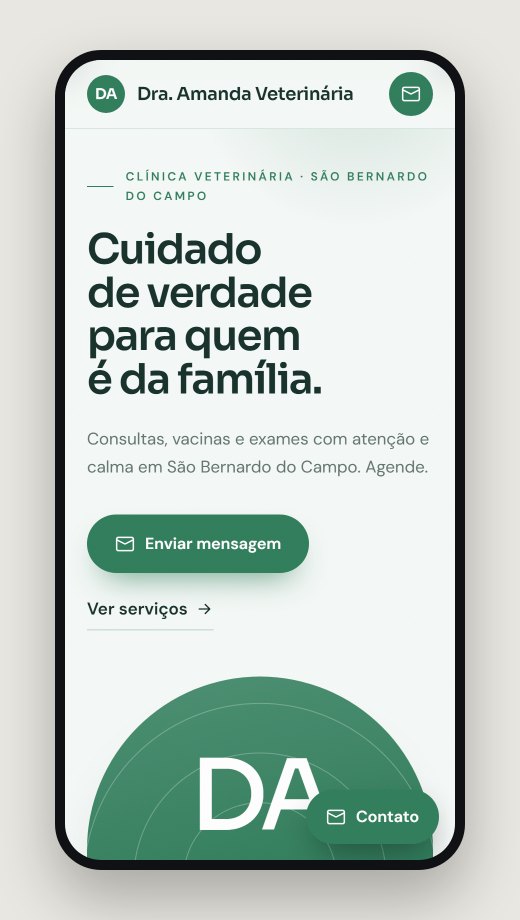 DA
Dra. Amanda Veterinária
CLÍNICA VETERINÁRIA · SÃO BERNARDO
DO CAMPO
Cuidado
de verdade
para quem
é da família.
Consultas, vacinas e exames com atenção e
calma em São Bernardo do Campo. Agende.
Enviar mensagem
Ver serviços →
DA
Contato